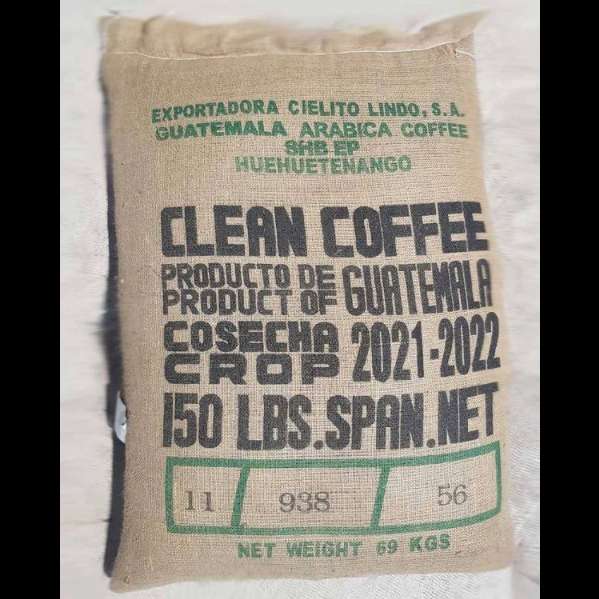 EXPORTADORA CIELITO LINDO, S.A.
GUATEMALA ARABICA COFFEE
SHB EP
HUEHUETENANGO
CLEAN COFFEE
PRODUCTO DE
PRODUCT OF GUATEMALA
COSECHA
CROP 2021-2022
150 LBS.SPAN.NET
11 938 56
NET WEIGHT 69 KGS